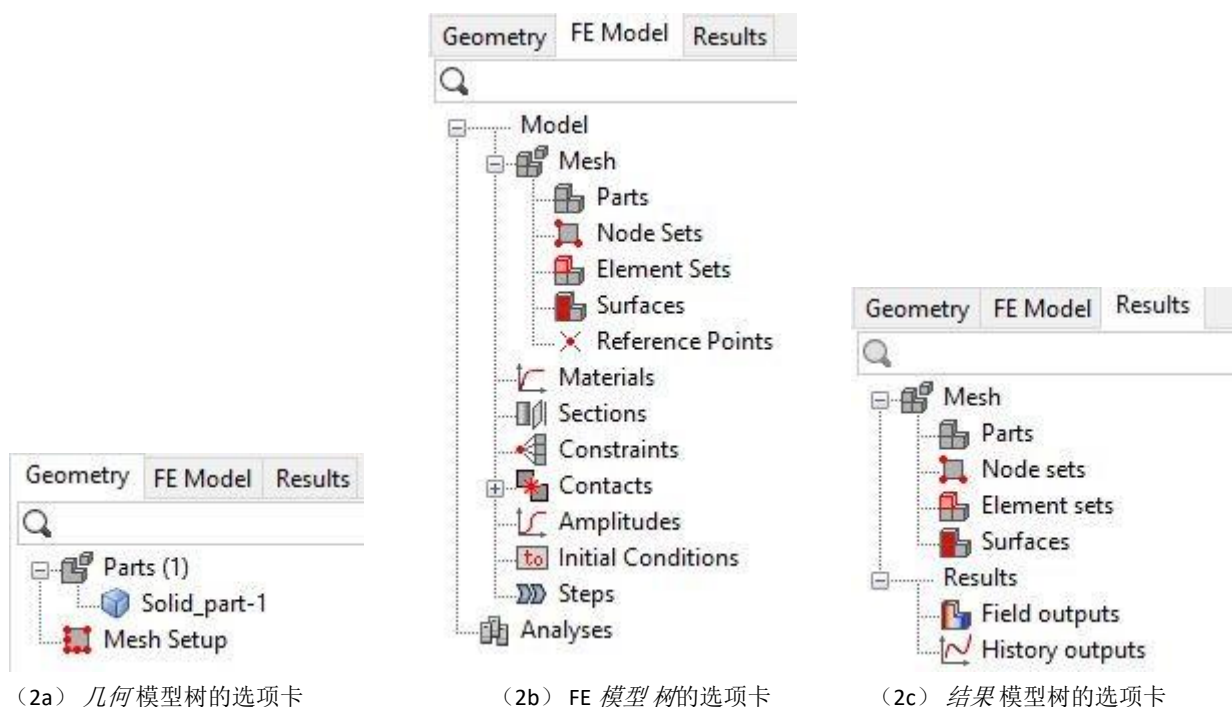 Geometry FE Model Results
Parts (1)
Solid_part-1
Mesh Setup
（2a） 几何模型树的选项卡
Geometry FE Model Results
Model
Mesh
Parts
Node Sets
Element Sets
Surfaces
Reference Points
Materials
Sections
Constraints
Contacts
Amplitudes
to Initial Conditions
Steps
Analyses
（2b） FE 模型 树的选项卡
Geometry FE Model Results
Mesh
Parts
Node sets
Element sets
Surfaces
Results
Field outputs
History outputs
（2c） 结果模型树的选项卡